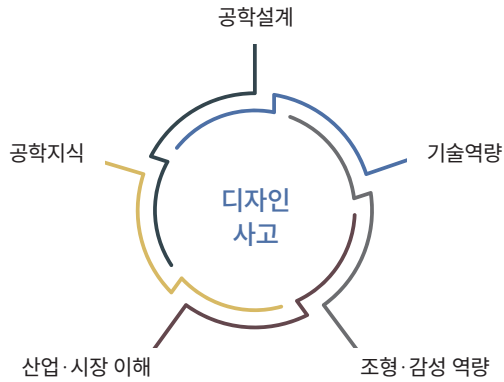 공학설계
공학지식
기술역량
디자인
사고
산업·시장 이해
조형·감성 역량